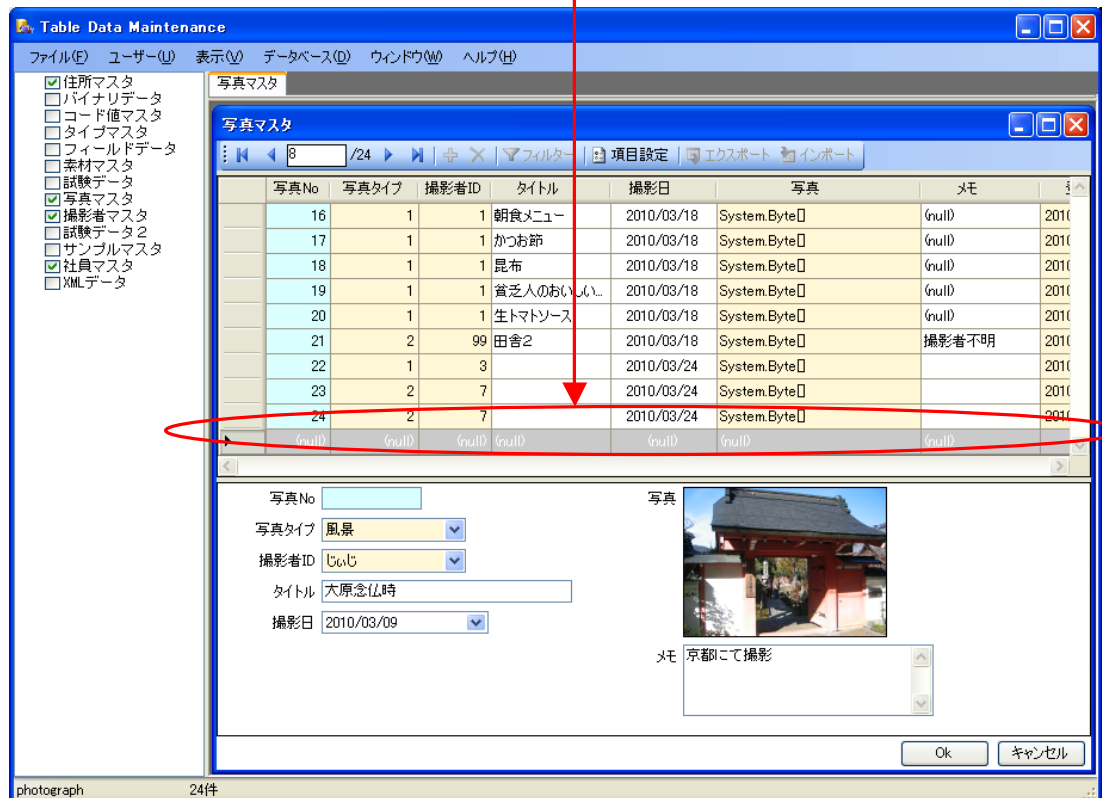 Table Data Maintenance
ファイル(F) ユーザー(U) 表示(V) データベース(D) ウィンドウ(W) ヘルプ(H)
住所マスタ
バイナリデータ
コード値マスタ
タイプマスタ
フィールドデータ
素材マスタ
試験データ
写真マスタ
撮影者マスタ
試験データ2
サンプルマスタ
社員マスタ
XMLデータ
写真マスタ
写真マスタ
8 /24 フィルター 項目設定 エクスポート インポート
写真No 写真タイプ 撮影者ID タイトル 撮影日 写真 メモ
16 1 1 朝食メニュー 2010/03/18 System.Byte[] (null) 201
17 1 1 かつお節 2010/03/18 System.Byte[] (null) 201
18 1 1 昆布 2010/03/18 System.Byte[] (null) 201
19 1 1 貧乏人のおいしい... 2010/03/18 System.Byte[] (null) 201
20 1 1 生トマトソース 2010/03/18 System.Byte[] (null) 201
21 2 99 田舎2 2010/03/18 System.Byte[] 撮影者不明 201
22 1 3 2010/03/24 System.Byte[] 201
23 2 7 2010/03/24 System.Byte[] 201
24 2 7 2010/03/24 System.Byte[] 201
(null) (null) (null) (null) (null) (null) (null)
写真No
写真タイプ 風景
撮影者ID じぃじ
タイトル 大原念仏時
撮影日 2010/03/09
写真
メモ 京都にて撮影
Ok キャンセル
photograph 24件